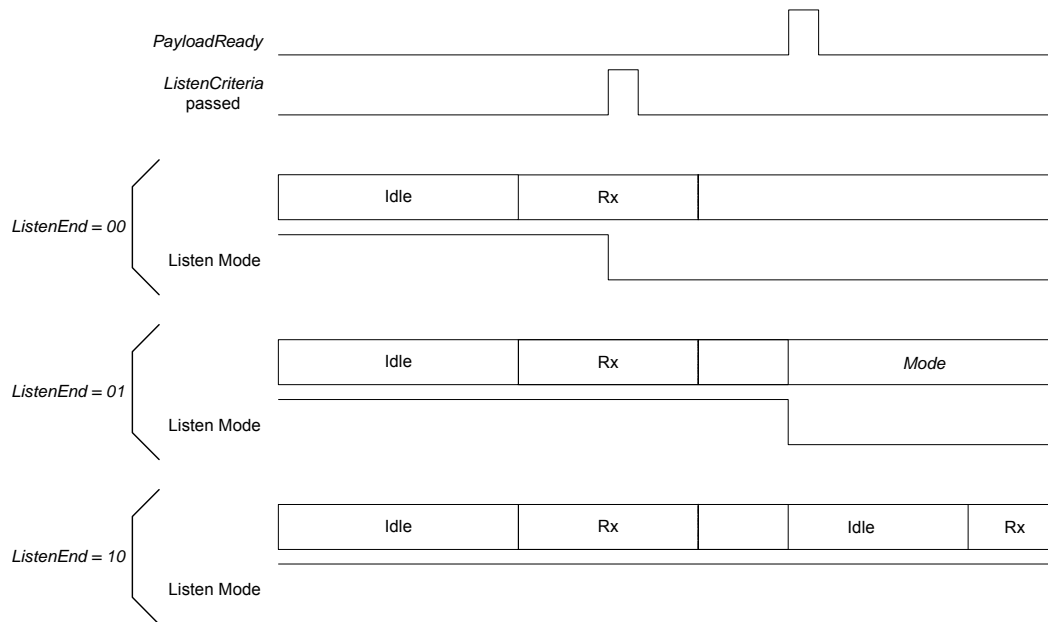 PayloadReady
ListenCriteria
passed
Idle
Rx
ListenEnd = 00
Listen Mode
Idle
Rx
Mode
ListenEnd = 01
Listen Mode
Idle
Rx
Idle
Rx
ListenEnd = 10
Listen Mode